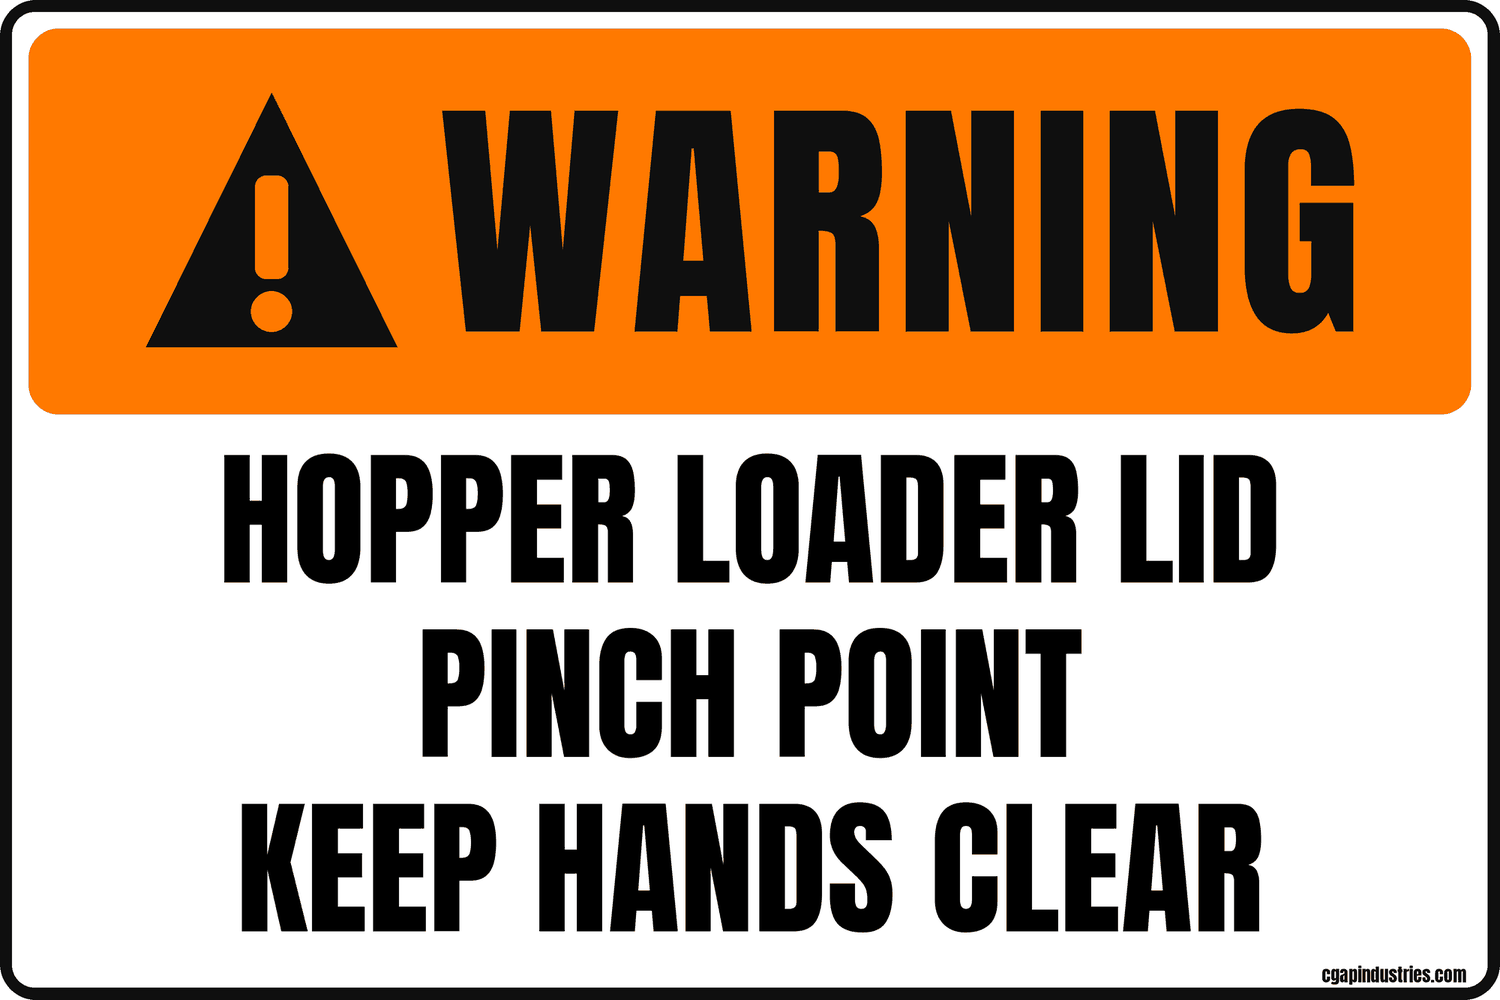 WARNING
HOPPER LOADER LID
PINCH POINT
KEEP HANDS CLEAR
cgapindustries.com